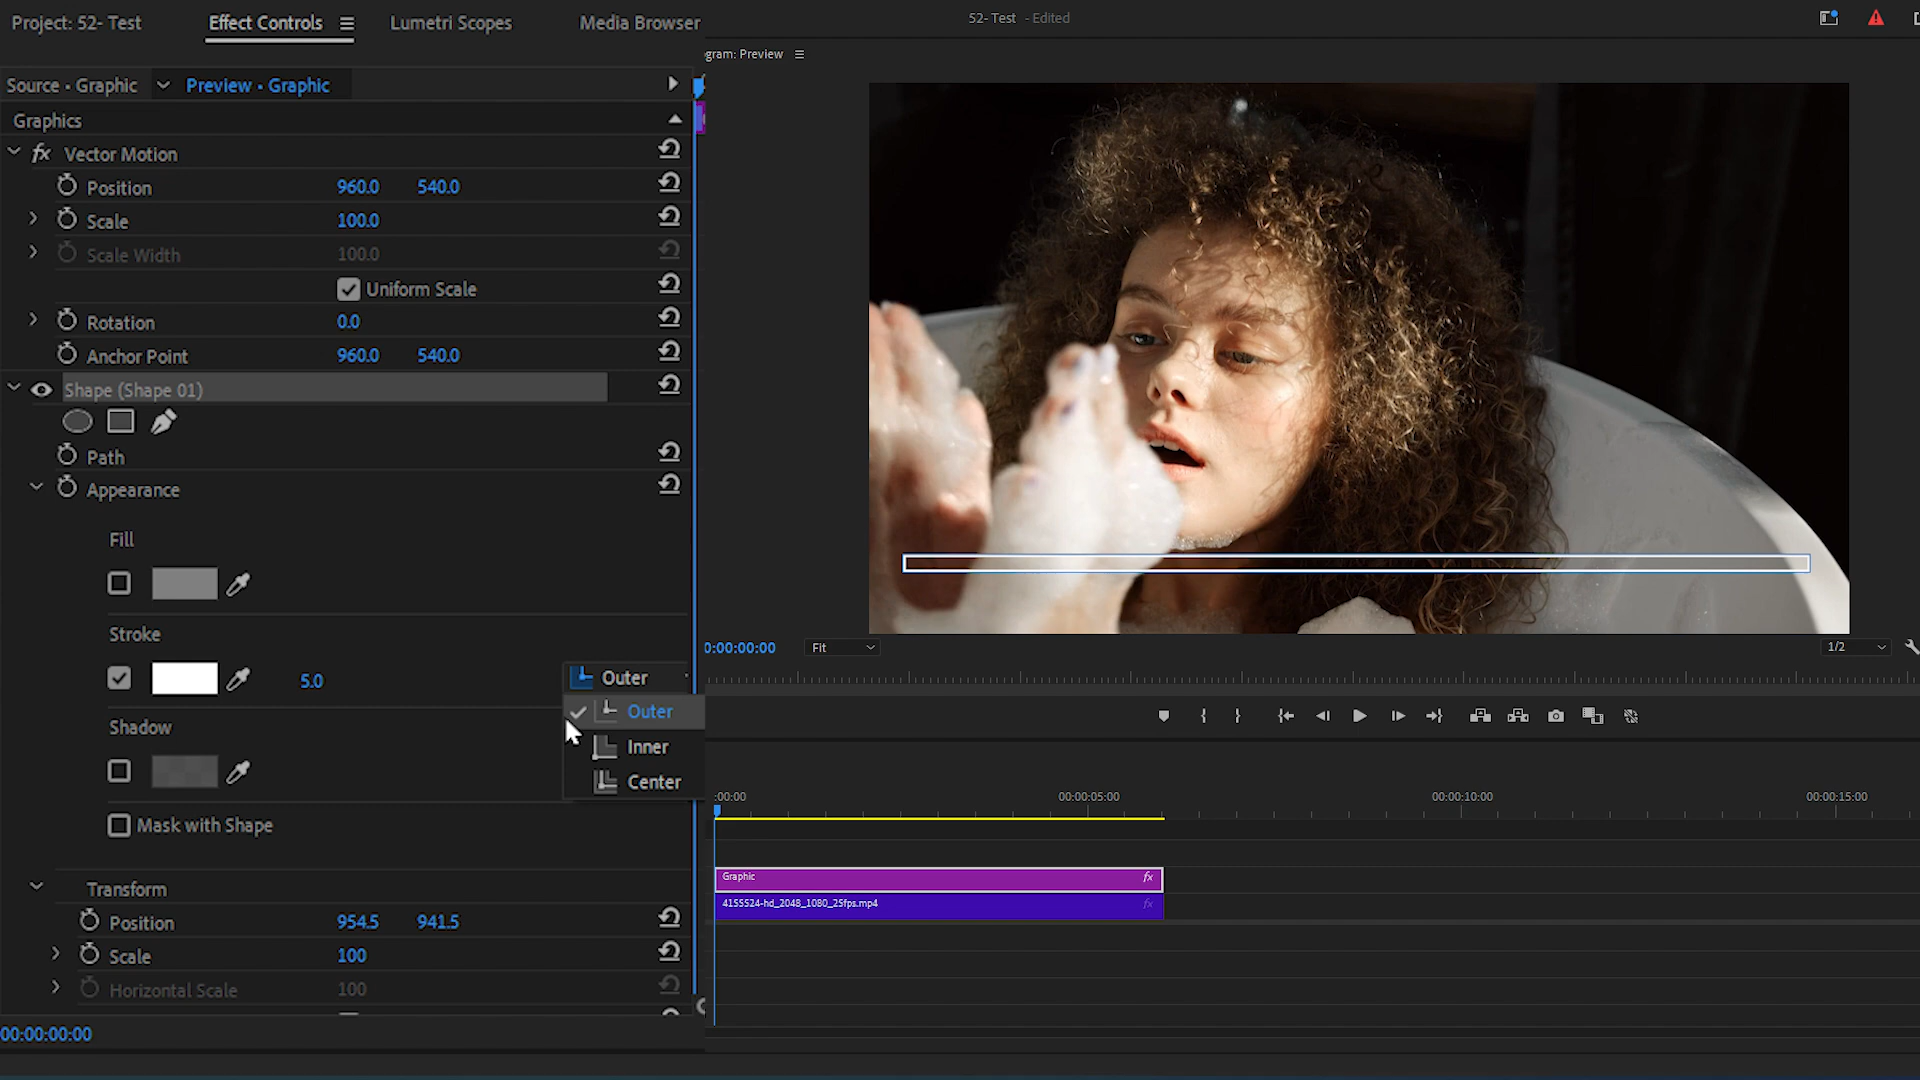 Project: 52- Test
Effect Controls
Lumetri Scopes
Media Browser
52- Test - Edited
gram: Preview
Source • Graphic
Preview • Graphic
Graphics
fx Vector Motion
Position 960.0 540.0
Scale 100.0
Scale Width 100.0
Uniform Scale
Rotation 0.0
Anchor Point 960.0 540.0
Shape (Shape 01)
Path
Appearance
Fill
Stroke
5.0 Outer
Outer
Inner
Center
Shadow
Mask with Shape
Transform
Position 954.5 941.5
Scale 100
Horizontal Scale 100
00:00:00:00
0:00:00:00 Fit 1/2
:00:00 00:00:05:00 00:00:10:00 00:00:15:00
Graphic fx
4155524-hd_2048_1080_25fps.mp4 fx